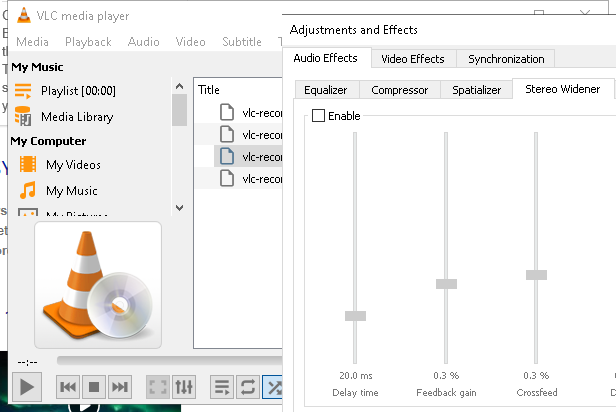 VLC media player
Media Playback Audio Video Subtitle T
My Music
Playlist [00:00]
Media Library
My Computer
My Videos
My Music
My Pictures
Title
vlc-recor
vlc-recor
vlc-recor
vlc-recor
--:--
Adjustments and Effects
Audio Effects Video Effects Synchronization
Equalizer Compressor Spatializer Stereo Widener
Enable
20.0 ms 0.3 % 0.3 %
Delay time Feedback gain Crossfeed D